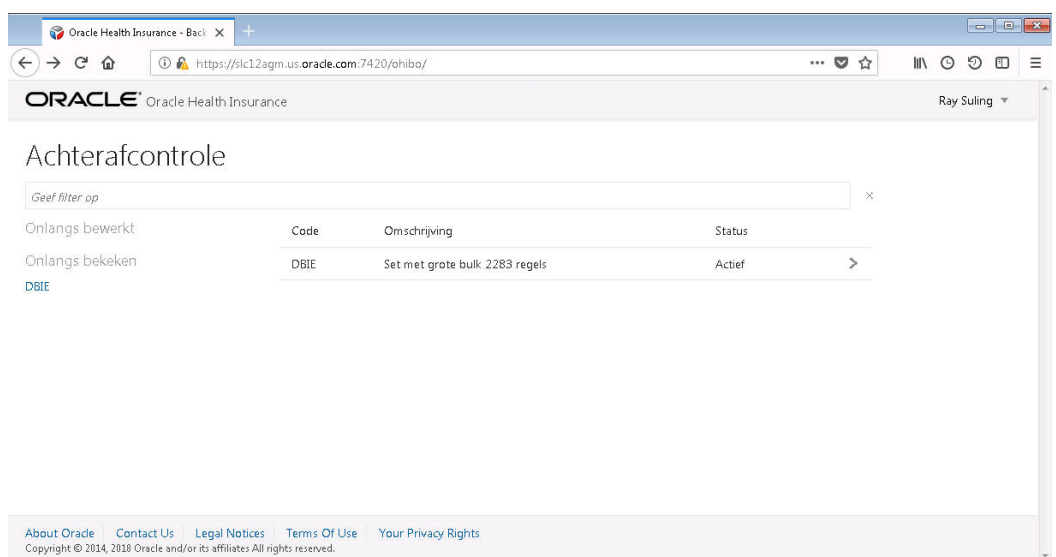 Oracle Health Insurance - Back
https://slc12agm.us.oracle.com:7420/ohibo/
ORACLE Oracle Health Insurance
Ray Suling
Achterafcontrole
Geef filter op
Onlangs bewerkt
Onlangs bekeken
DBIE
Code Omschrijving Status
DBIE Set met grote bulk 2283 regels Actief
About Oracle Contact Us Legal Notices Terms Of Use Your Privacy Rights
Copyright © 2014, 2018 Oracle and/or its affiliates All rights reserved.